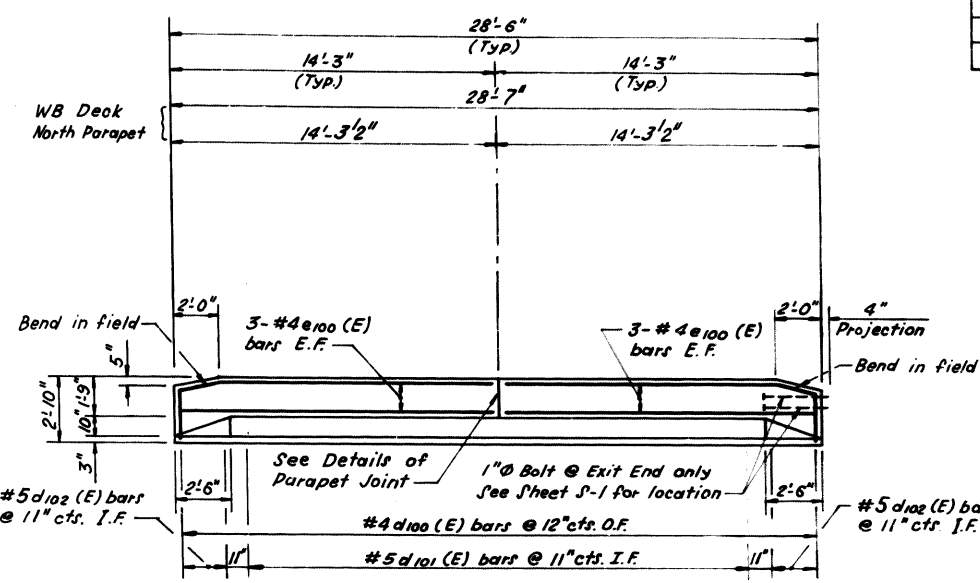 28'-6"
(Typ.)
14'-3"
(Typ.)
14'-3"
(Typ.)
28'-7"
WB Deck
North Parapet
14'-3 1/2"
14'-3 1/2"
2'-0"
2'-0"
4"
Projection
Bend in field
3-#4 e100 (E)
bars E.F.
3-#4 e100 (E)
bars E.F.
Bend in field
5"
2'-10"
1'-9"
10"
3"
See Details of
Parapet Joint
1"Ø Bolt @ Exit End only
See Sheet S-1 for location
2'-6"
2'-6"
#5 d102 (E) bars
@ 11" cts. I.F.
#4 d100 (E) bars @ 12" cts. O.F.
#5 d102 (E) ba
@ 11" cts. I.F.
11"
#5 d101 (E) bars @ 11" cts. I.F.
11"